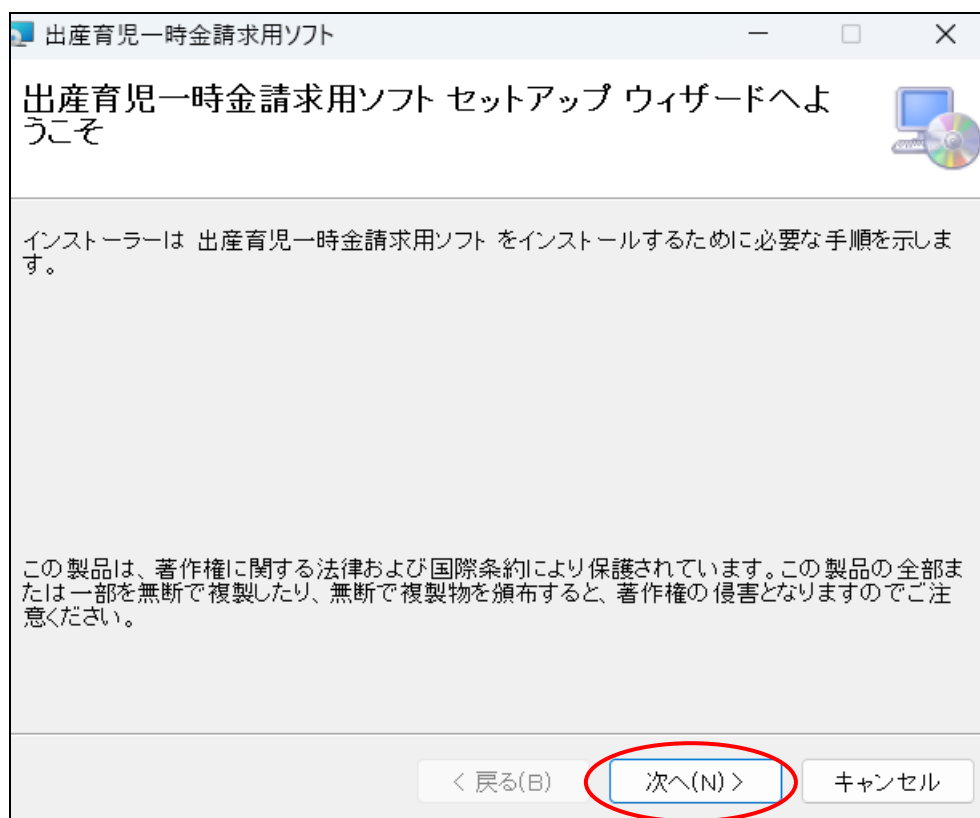 出産育児一時金請求用ソフト
出産育児一時金請求用ソフト セットアップ ウィザードへよ
うこそ
インストーラーは 出産育児一時金請求用ソフト をインストールするために必要な手順を示しま
す。
この製品は、著作権に関する法律および国際条約により保護されています。この製品の全部ま
たは一部を無断で複製したり、無断で複製物を頒布すると、著作権の侵害となりますのでご注
意ください。
< 戻る(B) 次へ(N) > キャンセル